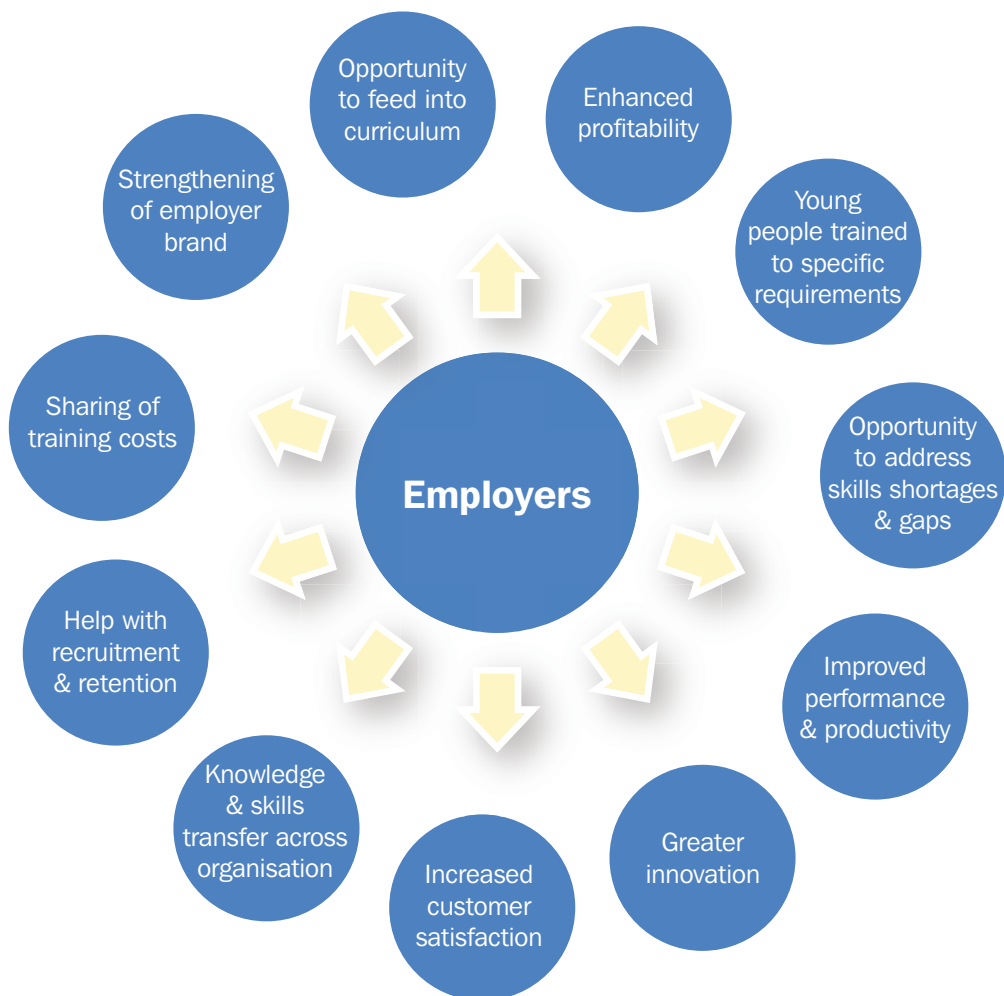 Opportunity
to feed into
curriculum
Enhanced
profitability
Young
people trained
to specific
requirements
Opportunity
to address
skills shortages
& gaps
Improved
performance
& productivity
Greater
innovation
Increased
customer
satisfaction
Knowledge
& skills
transfer across
organisation
Help with
recruitment
& retention
Sharing of
training costs
Strengthening
of employer
brand
Employers